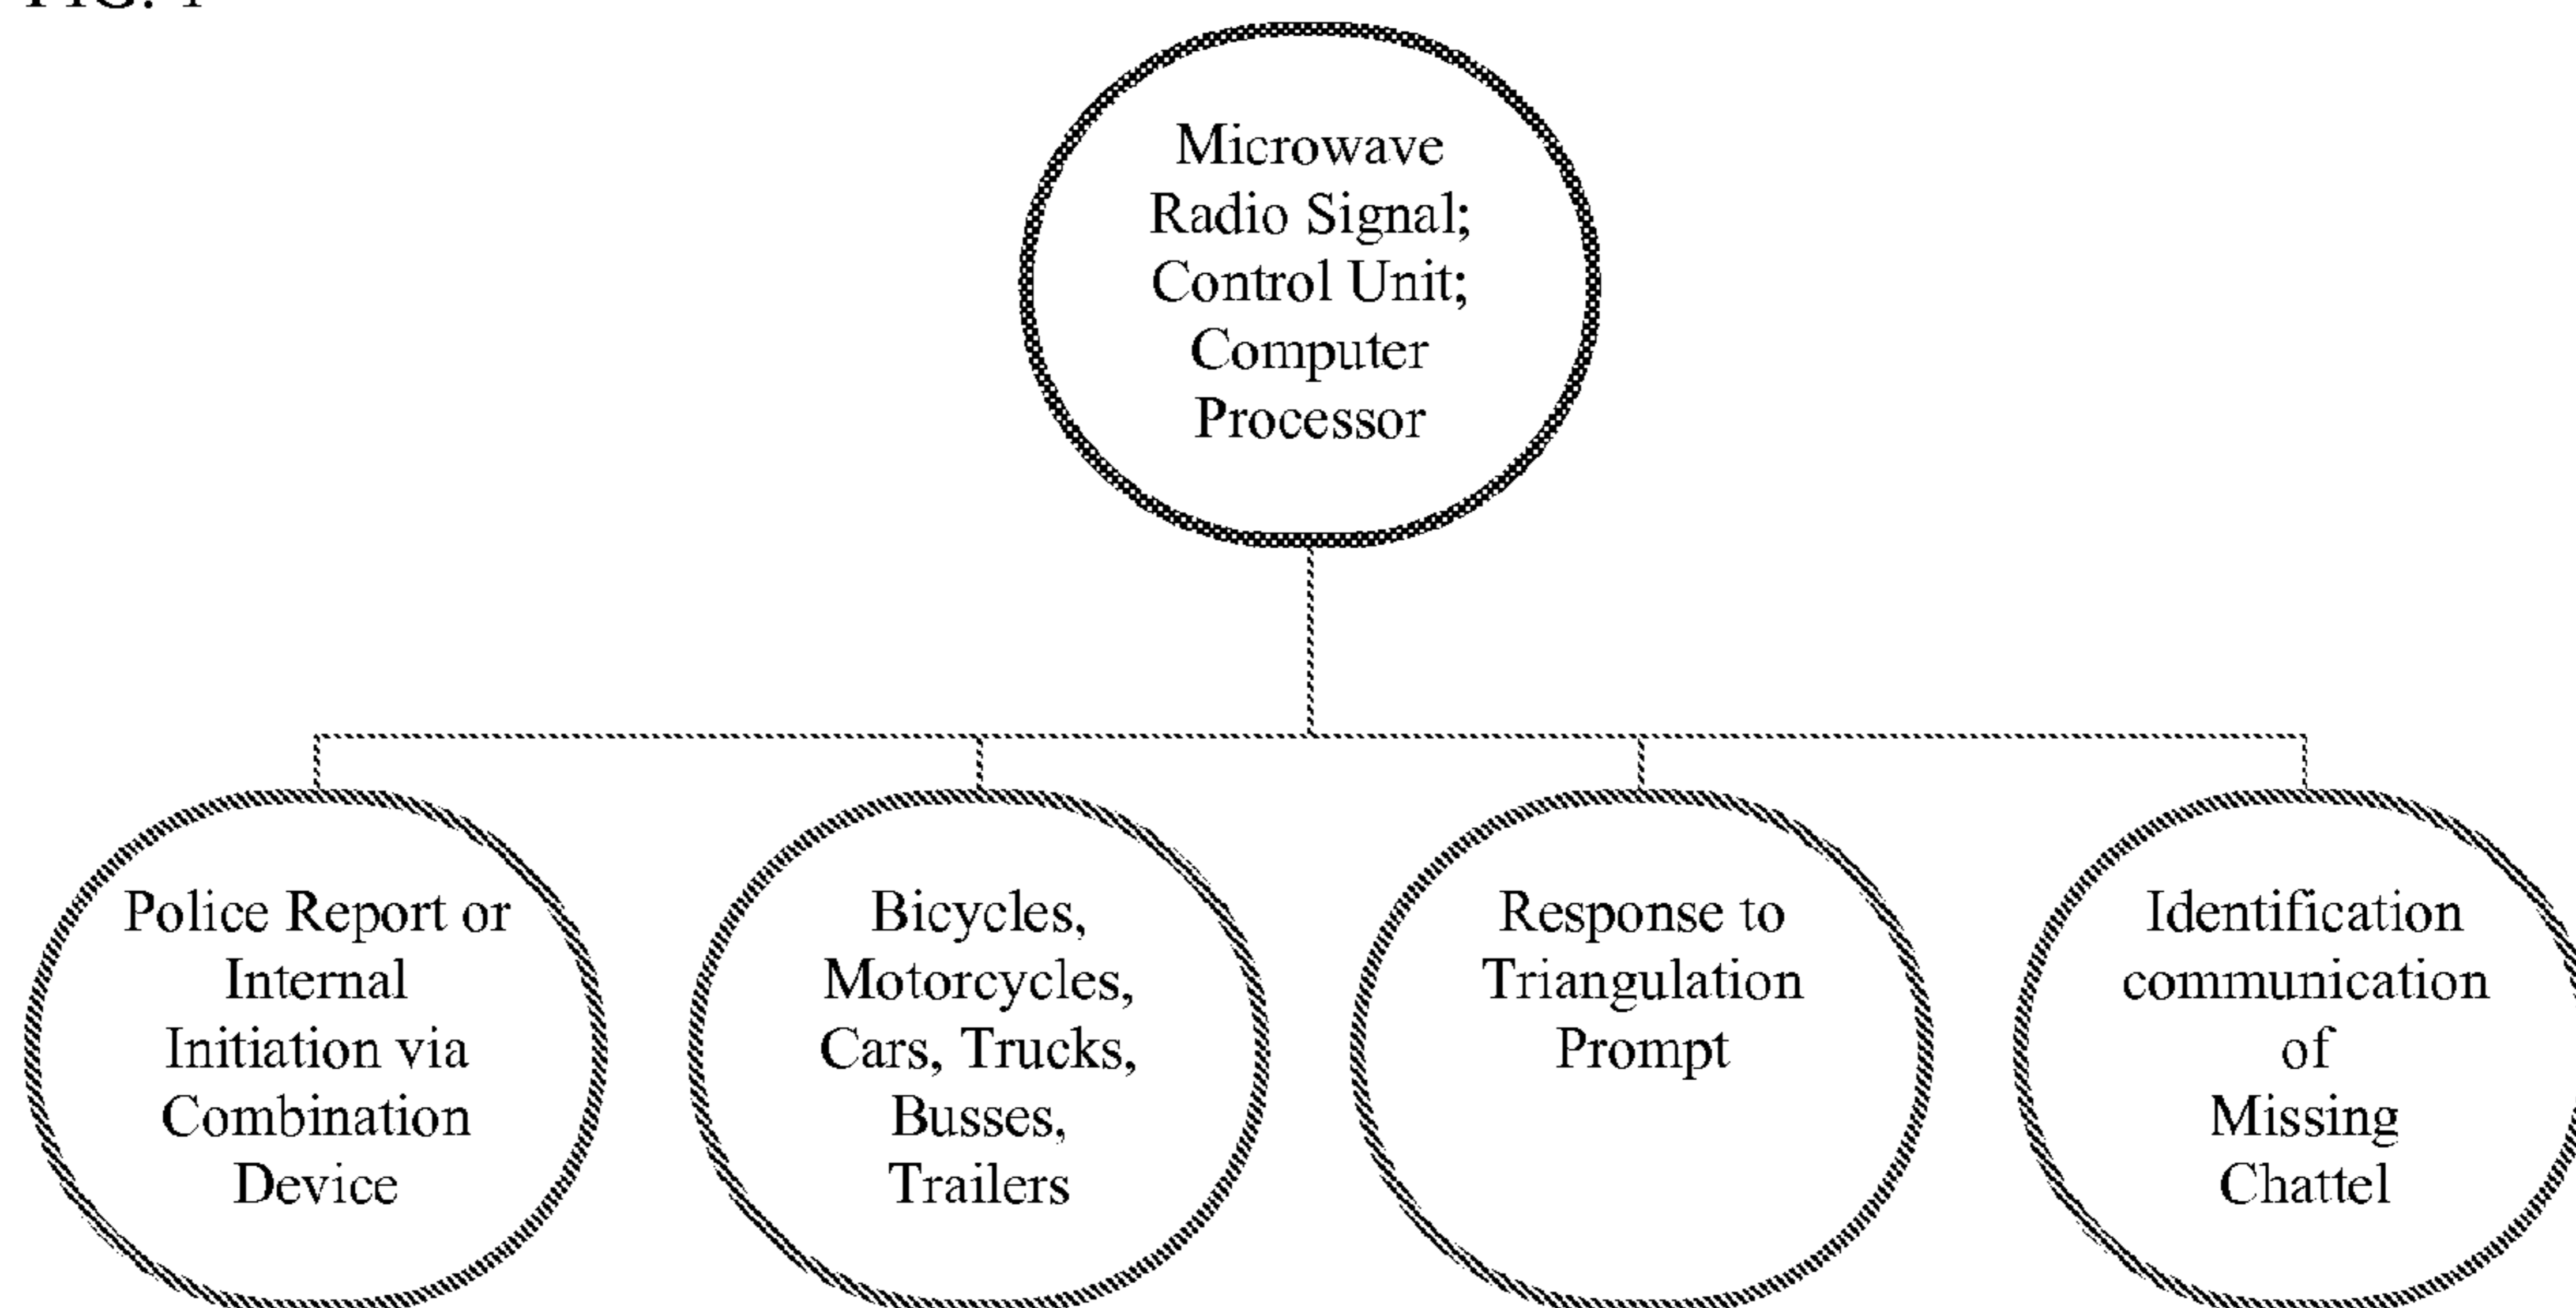 Microwave
Radio Signal;
Control Unit;
Computer
Processor
Police Report or
Internal
Initiation via
Combination
Device
Bicycles,
Motorcycles,
Cars, Trucks,
Busses,
Trailers
Response to
Triangulation
Prompt
Identification
communication
of
Missing
Chattel